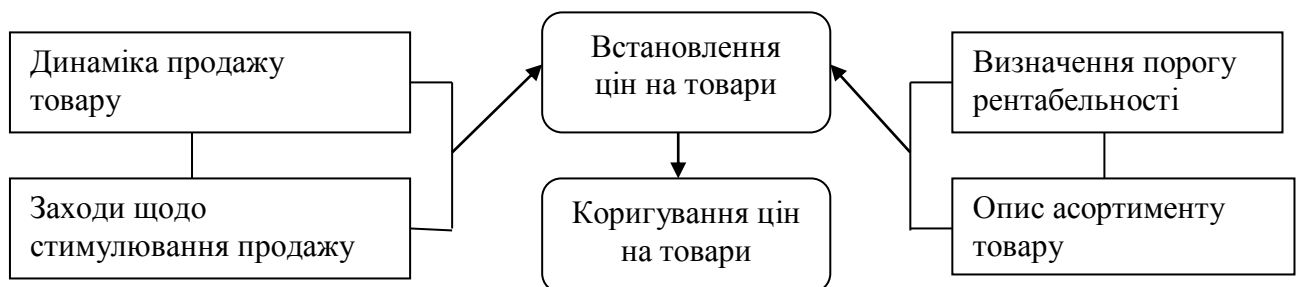 Динаміка продажу
товару
Заходи щодо
стимулювання продажу
Встановлення
цін на товари
Коригування цін
на товари
Визначення порогу
рентабельності
Опис асортименту
товару